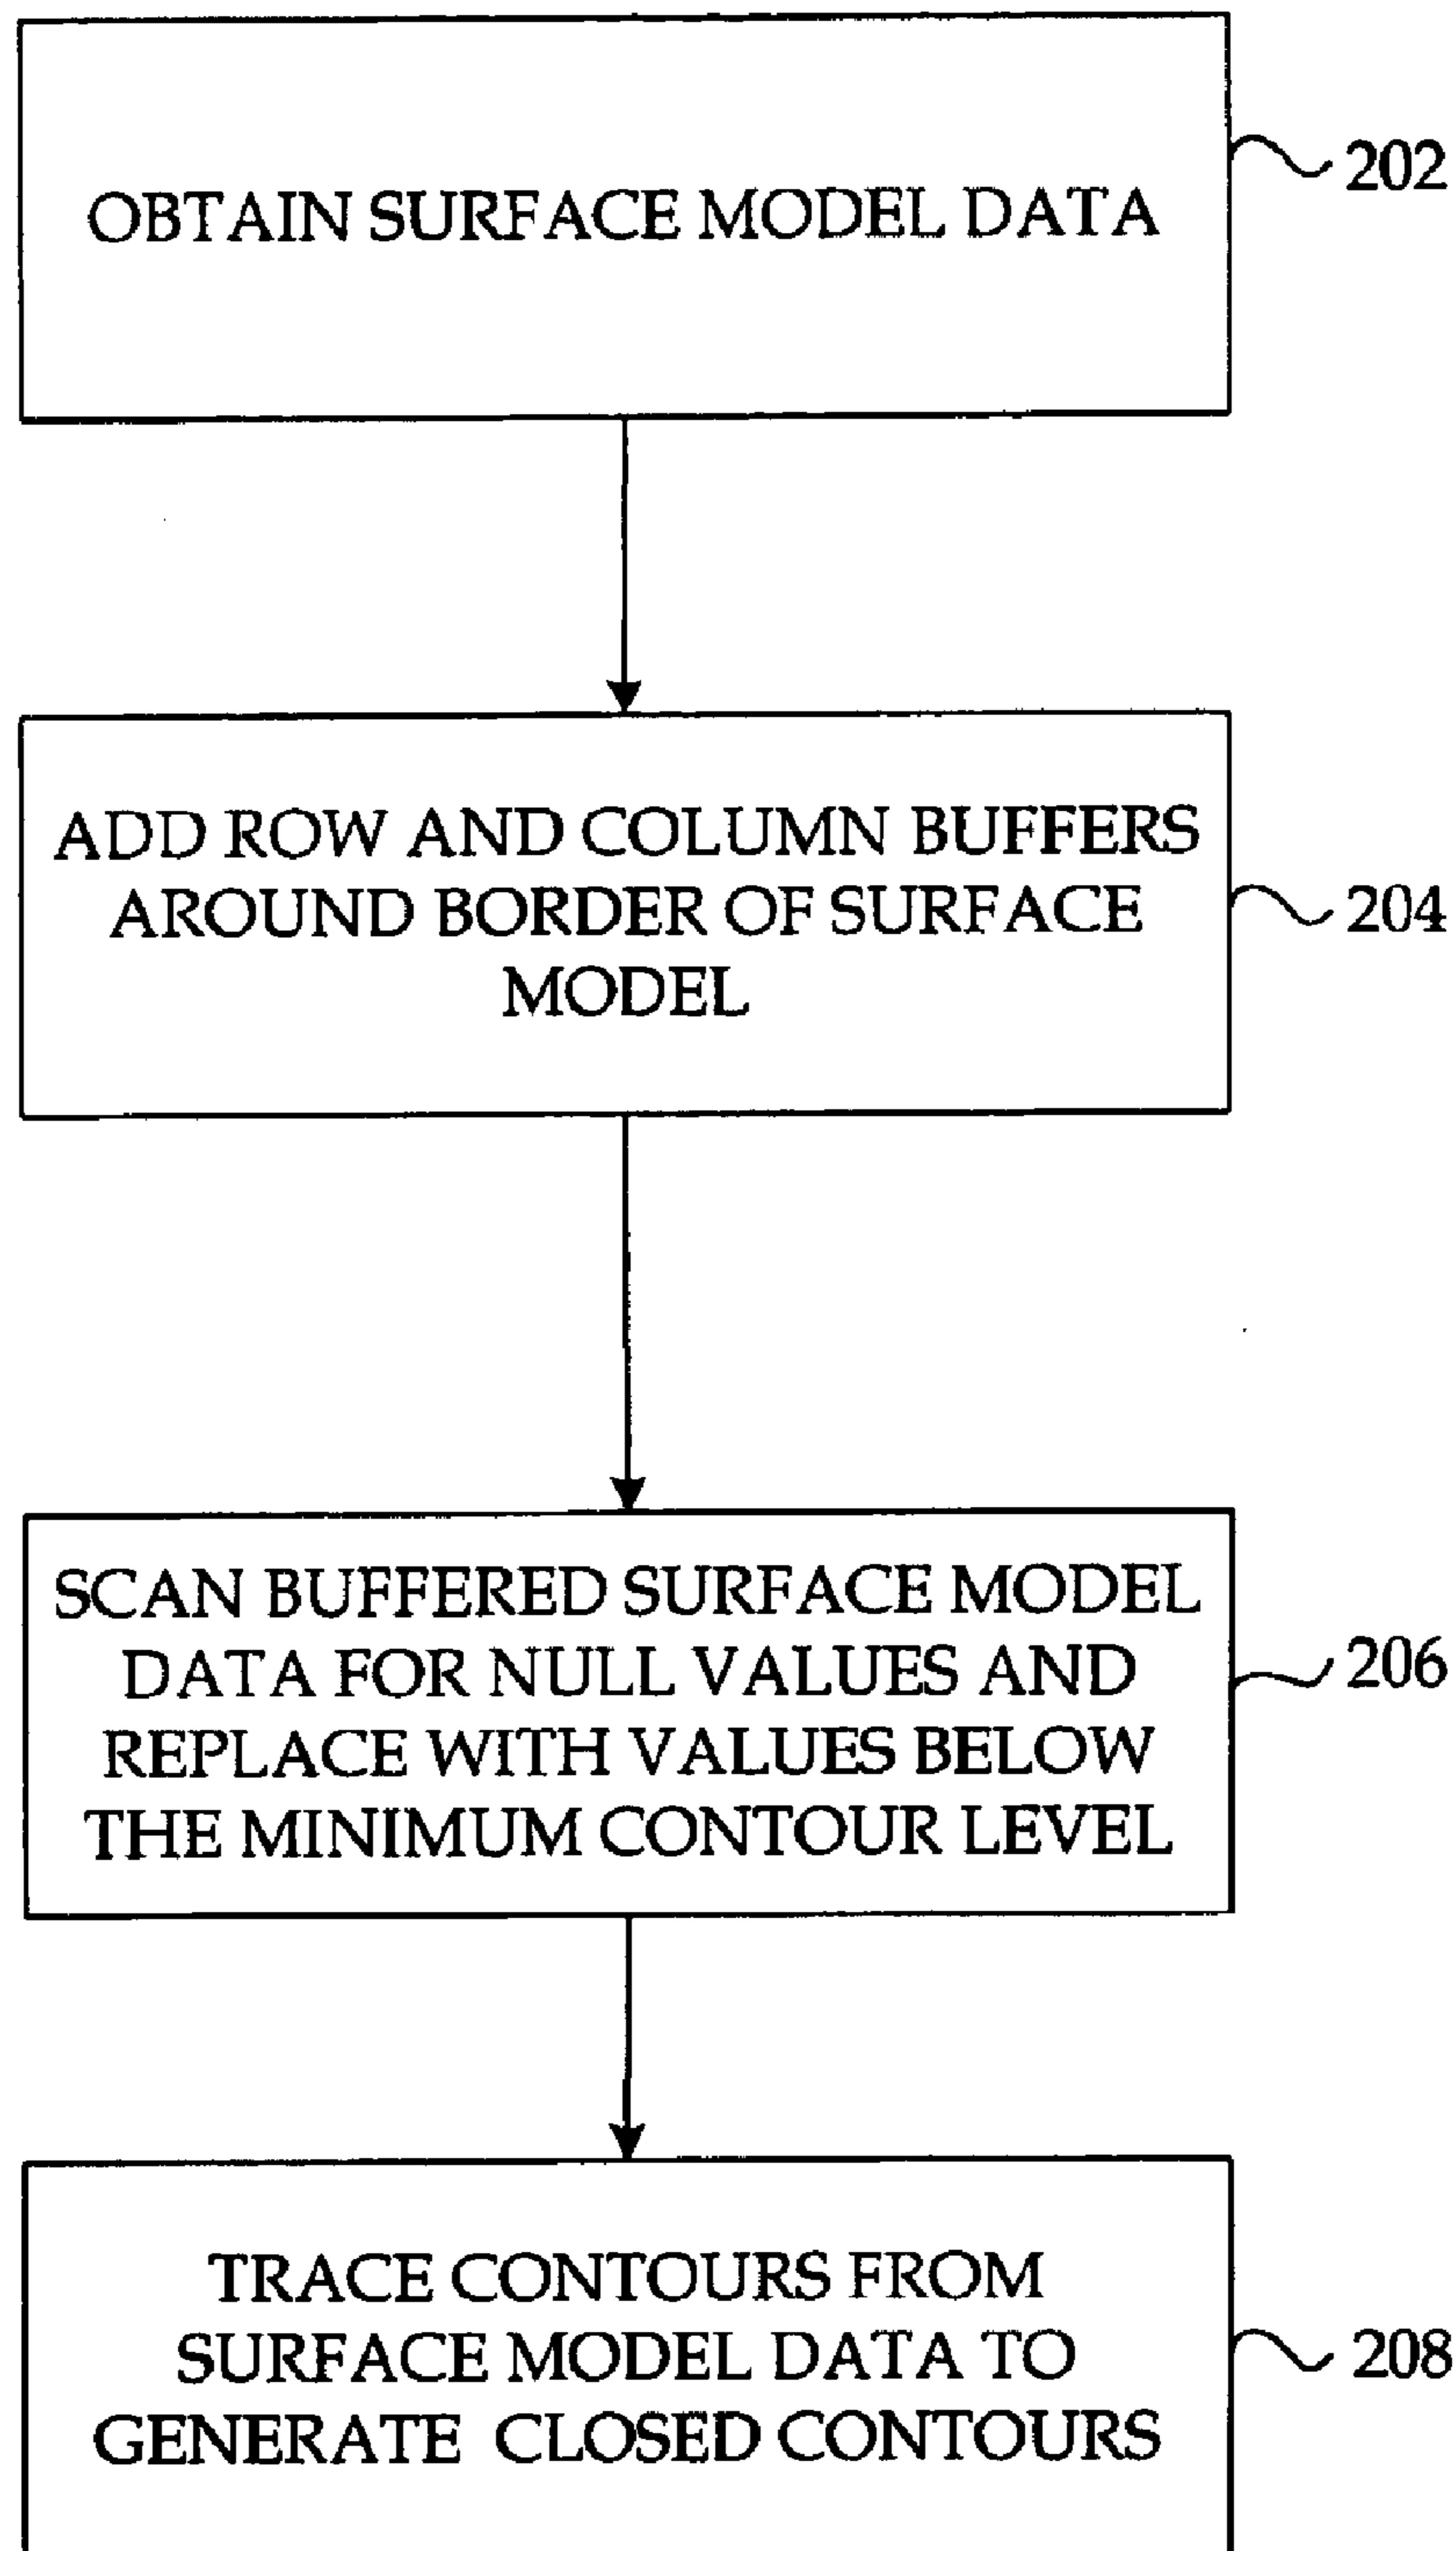 OBTAIN SURFACE MODEL DATA
202
ADD ROW AND COLUMN BUFFERS
AROUND BORDER OF SURFACE
MODEL
204
SCAN BUFFERED SURFACE MODEL
DATA FOR NULL VALUES AND
REPLACE WITH VALUES BELOW
THE MINIMUM CONTOUR LEVEL
206
TRACE CONTOURS FROM
SURFACE MODEL DATA TO
GENERATE CLOSED CONTOURS
208